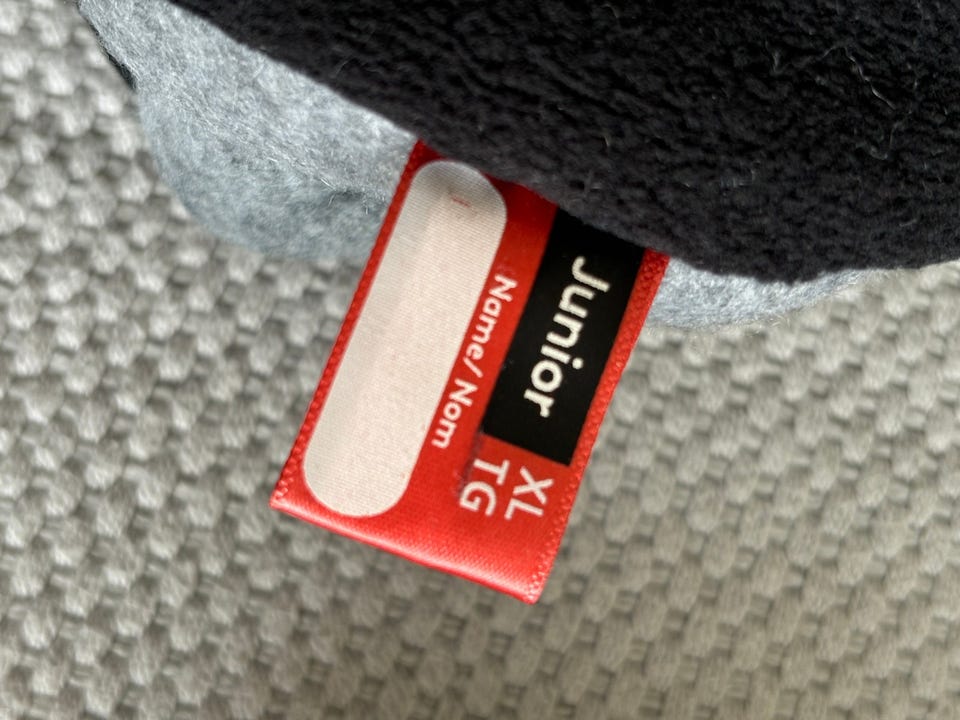 Junior
XL
TG
Name/ Nom